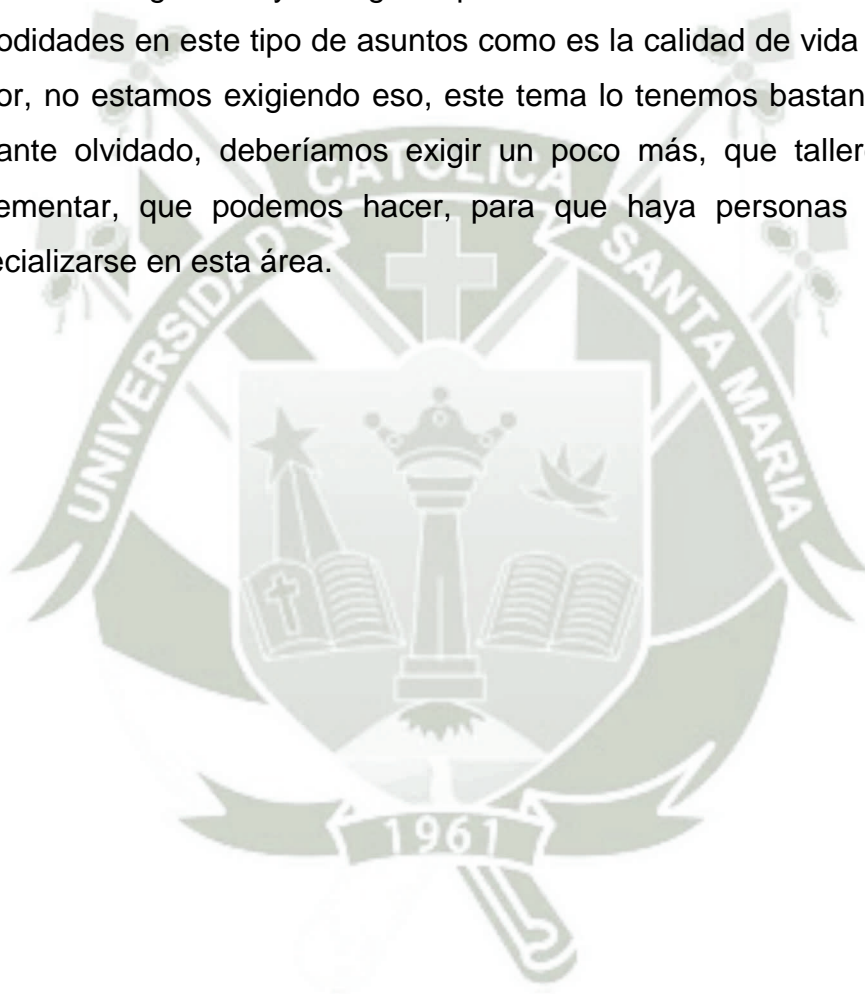 odidades en este tipo de asuntos como es la calidad de vida
or, no estamos exigiendo eso, este tema lo tenemos bastan
ante olvidado, deberíamos exigir un poco más, que taller
ementar, que podemos hacer, para que haya personas
ecializarse en esta área.
UNIVERSIDAD CATOLICA SANTA MARIA
1961